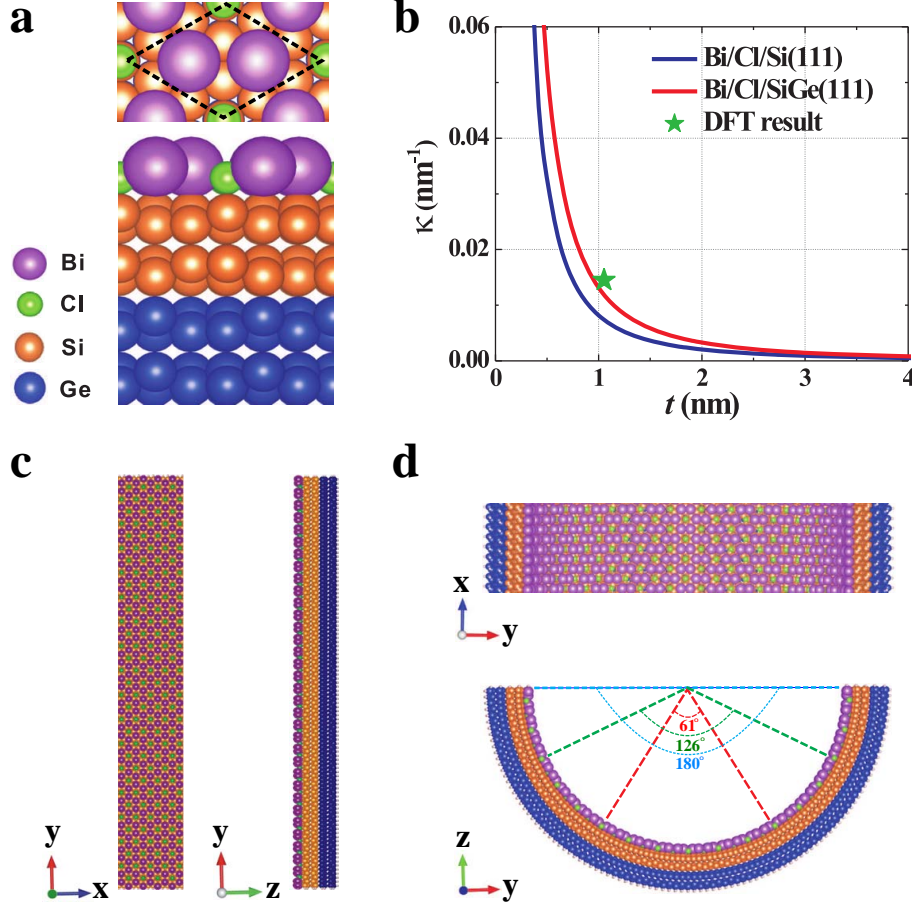 a
Bi
Cl
Si
Ge
b
κ (nm⁻¹)
0.06
0.04
0.02
0.00
0
1
2
3
4
t (nm)
Bi/Cl/Si(111)
Bi/Cl/SiGe(111)
DFT result
c
y
x
y
z
d
x
y
61°
126°
180°
z
y